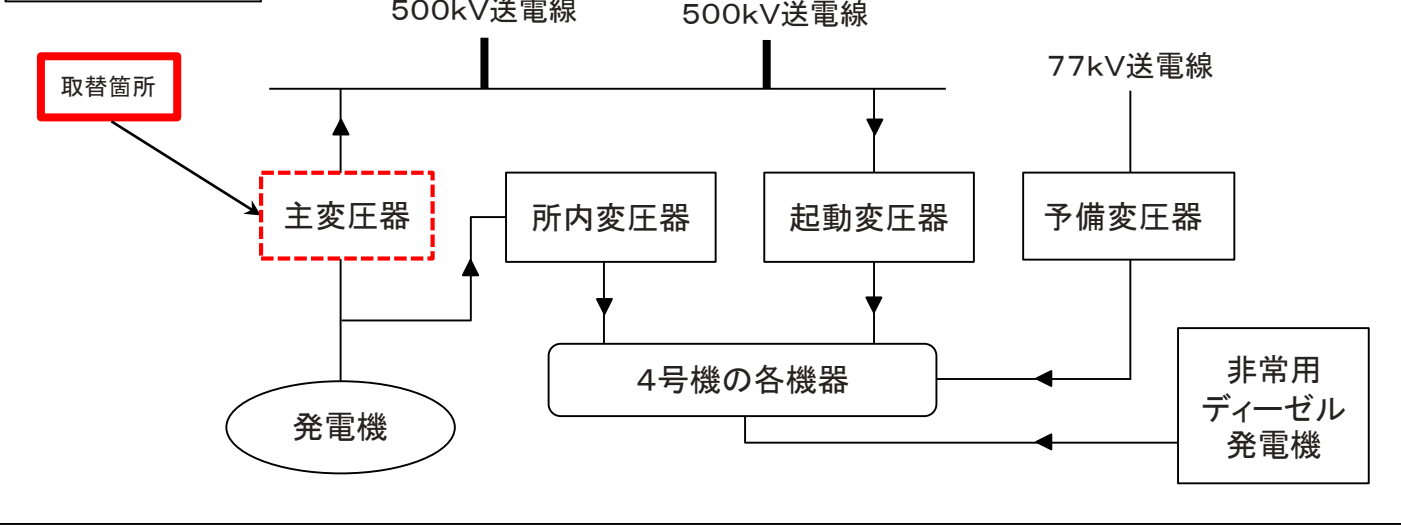 500kV送電線
500kV送電線
77kV送電線
取替箇所
主変圧器
所内変圧器
起動変圧器
予備変圧器
4号機の各機器
発電機
非常用
ディーゼル
発電機